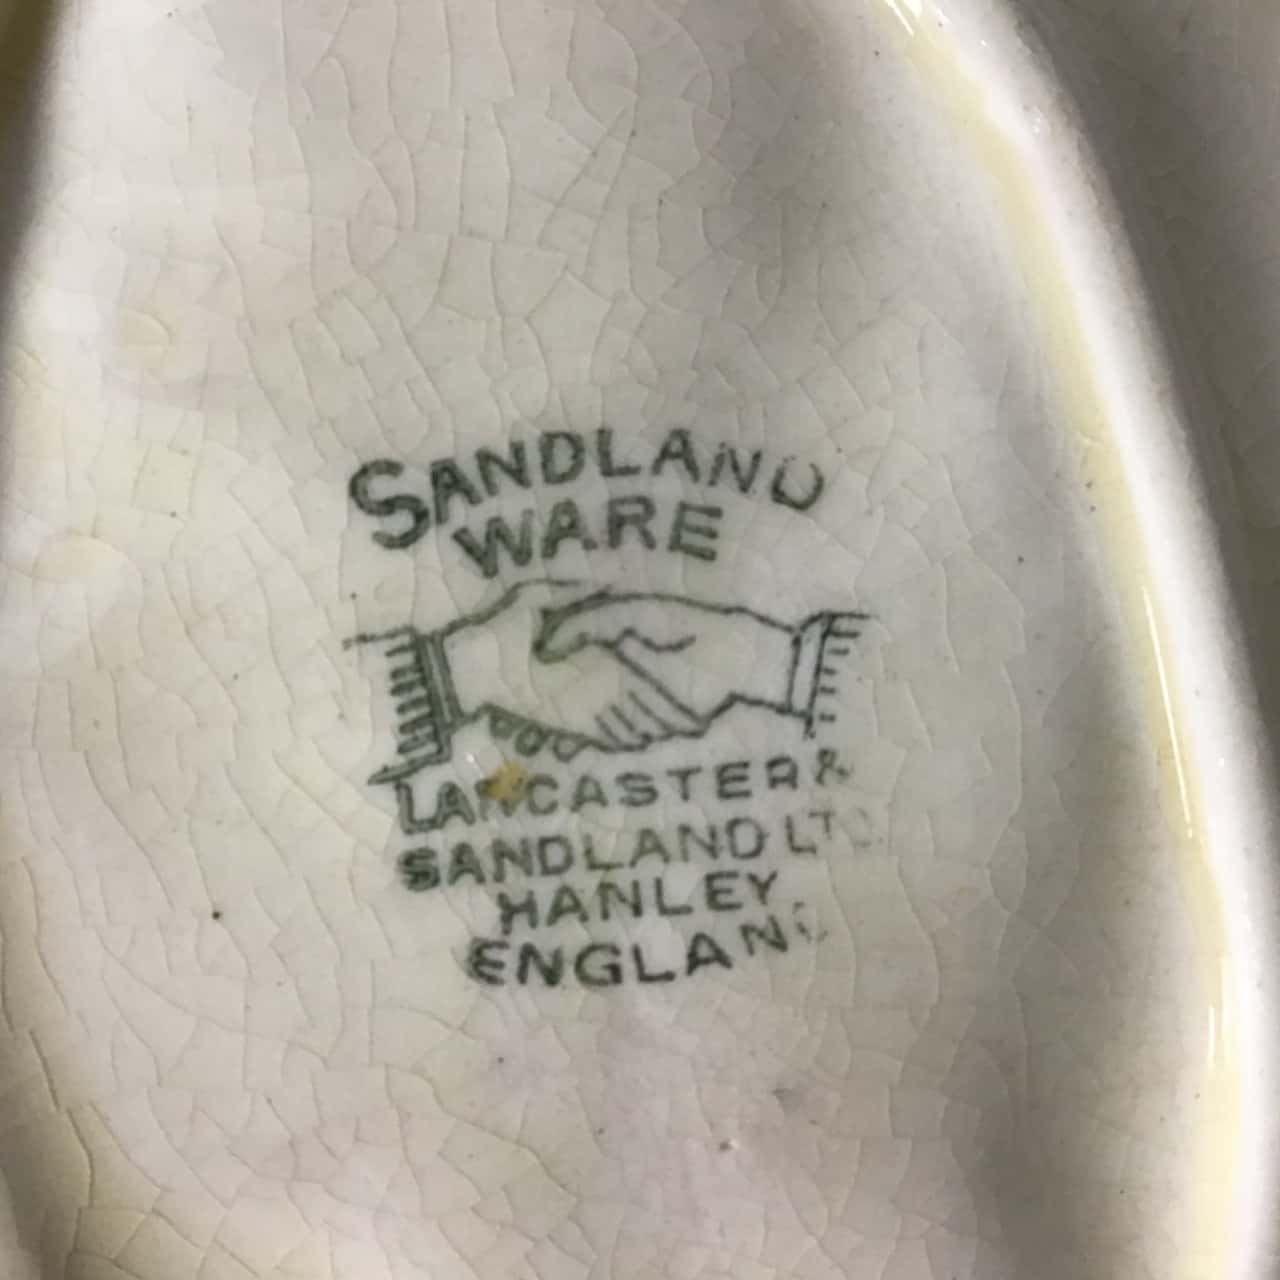 SANDLAND
WARE
LANCASTER &
SANDLAND LTD
HANLEY
ENGLAND